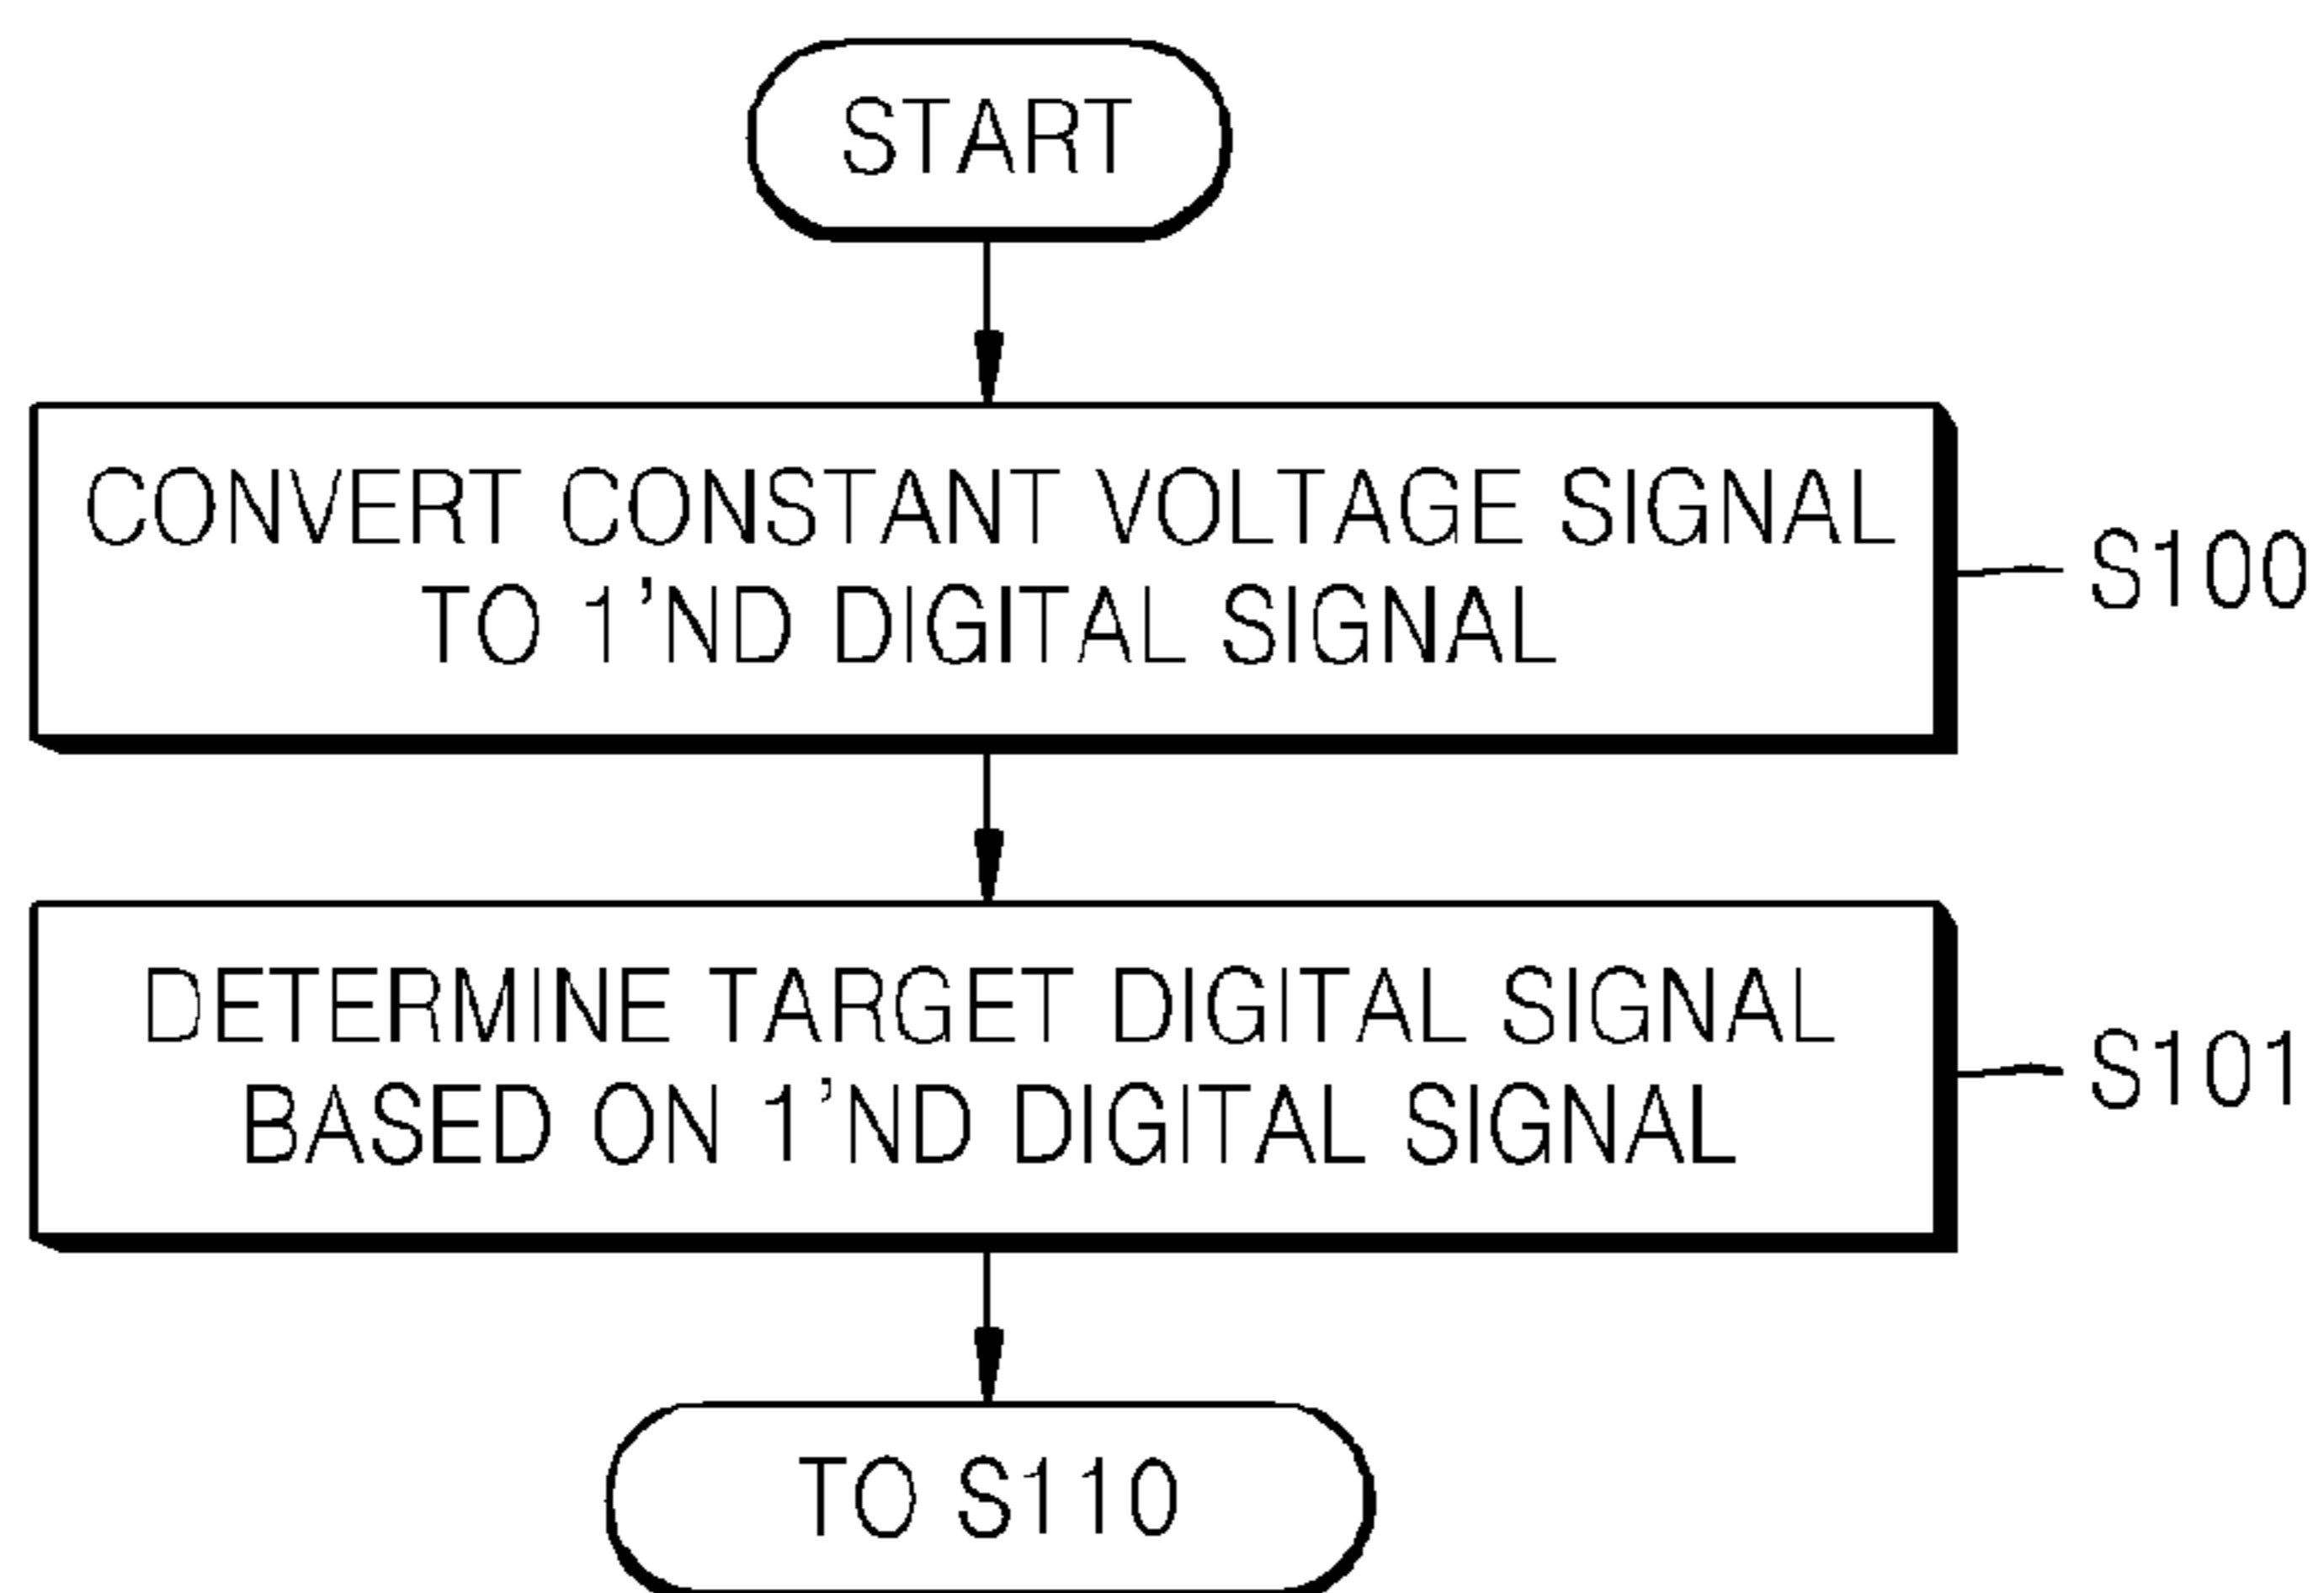 START
CONVERT CONSTANT VOLTAGE SIGNAL
TO 1'ND DIGITAL SIGNAL
S100
DETERMINE TARGET DIGITAL SIGNAL
BASED ON 1'ND DIGITAL SIGNAL
S101
TO S110